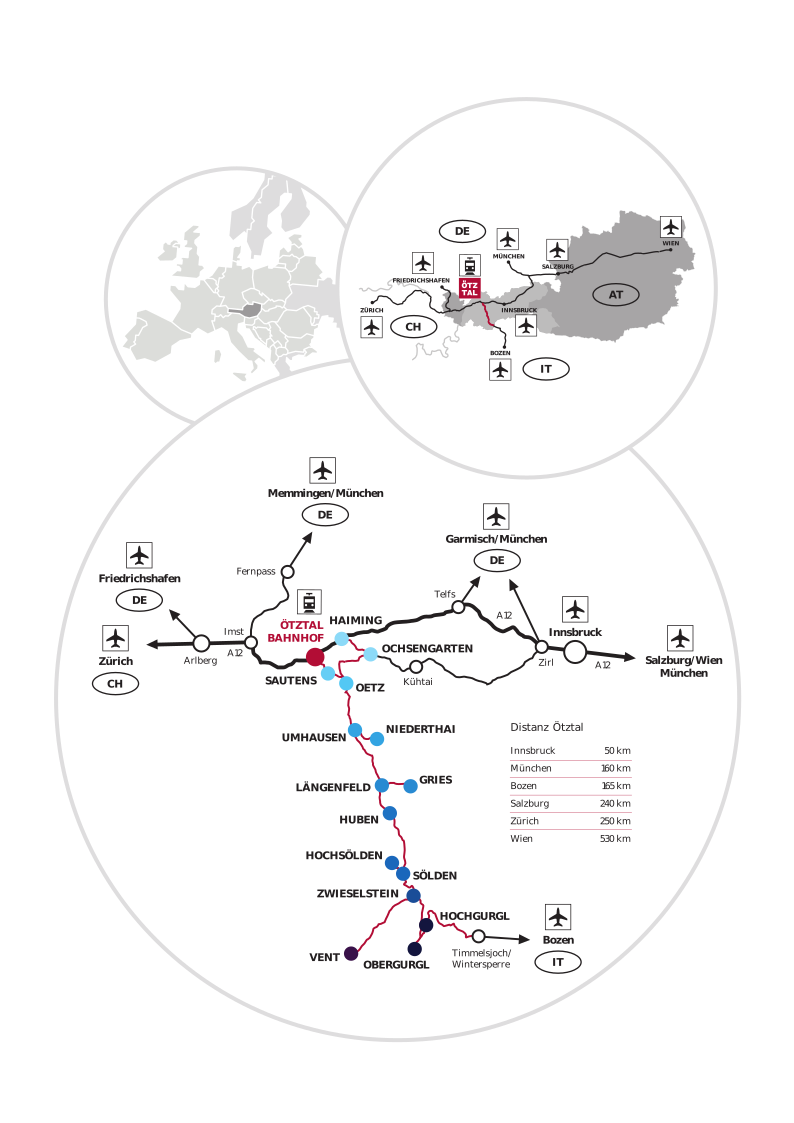 DE
WIEN
MÜNCHEN
SALZBURG
FRIEDRICHSHAFEN
ÖTZ
TAL
AT
ZÜRICH
INNSBRUCK
CH
BOZEN
IT
Memmingen/München
DE
Garmisch/München
DE
Fernpass
Friedrichshafen
DE
Telfs
A12
ÖTZTAL
BAHNHOF
HAIMING
Imst
A12
Innsbruck
Zürich
CH
Arlberg
OCHSENGARTEN
Zirl
A12
Salzburg/Wien
München
SAUTENS
OETZ
Kühtai
UMHAUSEN
NIEDERTHAI
Distanz Ötztal
Innsbruck 50 km
München 160 km
Bozen 165 km
Salzburg 240 km
Zürich 250 km
Wien 530 km
LÄNGENFELD
GRIES
HUBEN
HOCHSÖLDEN
SÖLDEN
ZWIESELSTEIN
HOCHGURGL
VENT
OBERGURGL
Timmelsjoch/
Wintersperre
Bozen
IT